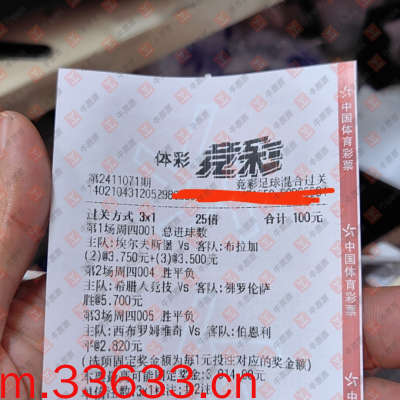 体彩 竞彩
第2411071期 竞彩足球混合过关
过关方式 3x1 25倍 合计 100元
第1场周四001 总进球数
主队:埃尔夫斯堡 Vs 客队:布拉加
(2)@3.750元+(3)@3.500元
第2场周四004 胜平负
主队:希腊人竞技 Vs 客队:佛罗伦萨
胜@5.700元
第3场周四005 胜平负
主队:西布罗姆维奇 Vs 客队:伯恩利
平@2.820元
(选项固定奖金额为每1元投注对应的奖金额)
m.33633.cn
中国体育彩票
中国体育彩票